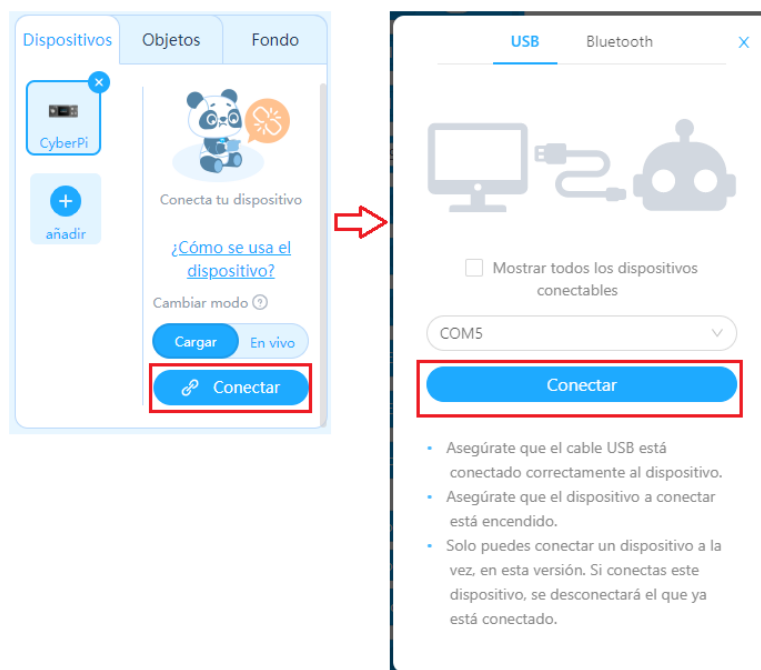 Dispositivos
Objetos
Fondo
CyberPi
añadir
Conecta tu dispositivo
¿Cómo se usa el
dispositivo?
Cambiar modo ?
Cargar
En vivo
Conectar
USB
Bluetooth
X
Mostrar todos los dispositivos
conectables
COM5
Conectar
• Asegúrate que el cable USB está
conectado correctamente al dispositivo.
• Asegúrate que el dispositivo a conectar
está encendido.
• Solo puedes conectar un dispositivo a la
vez, en esta versión. Si conectas este
dispositivo, se desconectará el que ya
está conectado.